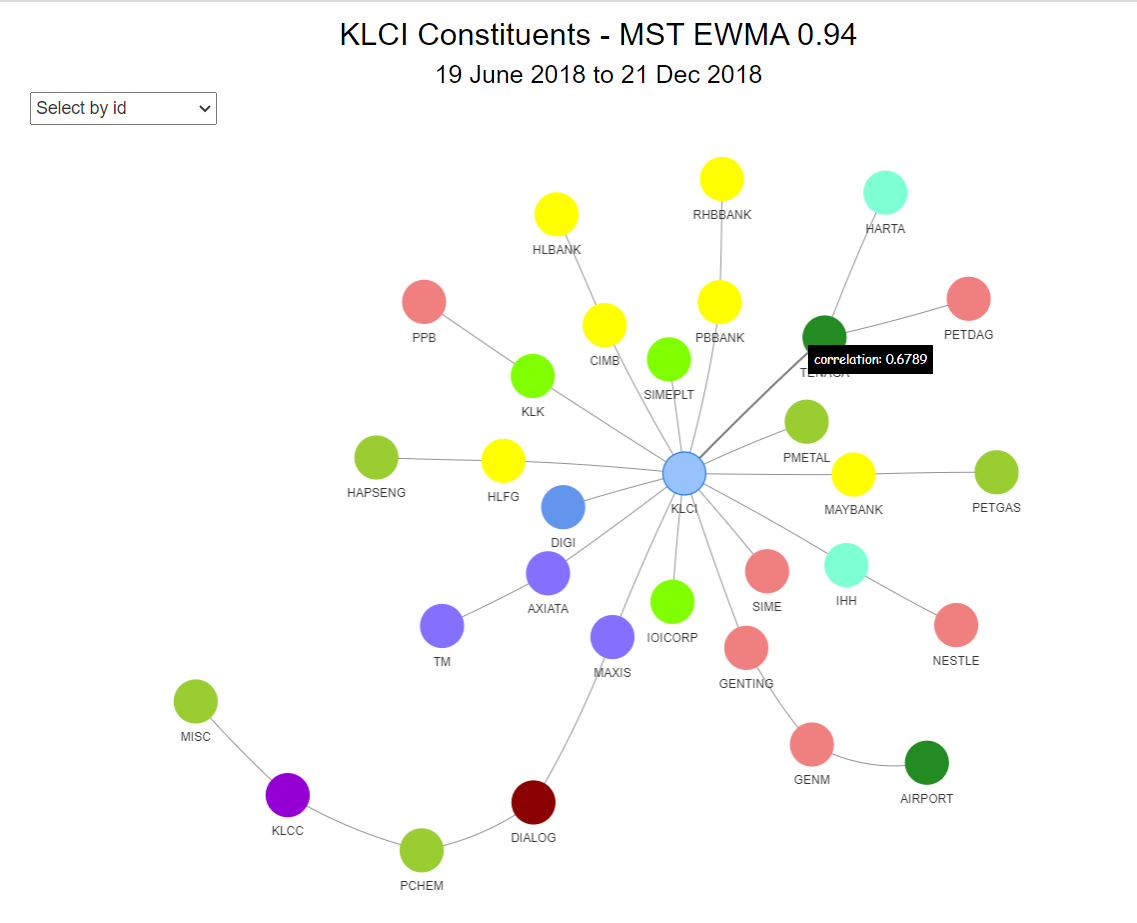 KLCI Constituents - MST EWMA 0.94
19 June 2018 to 21 Dec 2018
Select by id
RHBBANK
HARTA
HLBANK
PPB
PBBANK
PETDAG
CIMB
correlation: 0.6789
TENAGA
SIMEPLT
KLK
PMETAL
HAPSENG
HLFG
KLCI
MAYBANK
PETGAS
DIGI
AXIATA
SIME
IHH
IOICORP
TM
MAXIS
GENTING
NESTLE
MISC
GENM
AIRPORT
KLCC
DIALOG
PCHEM